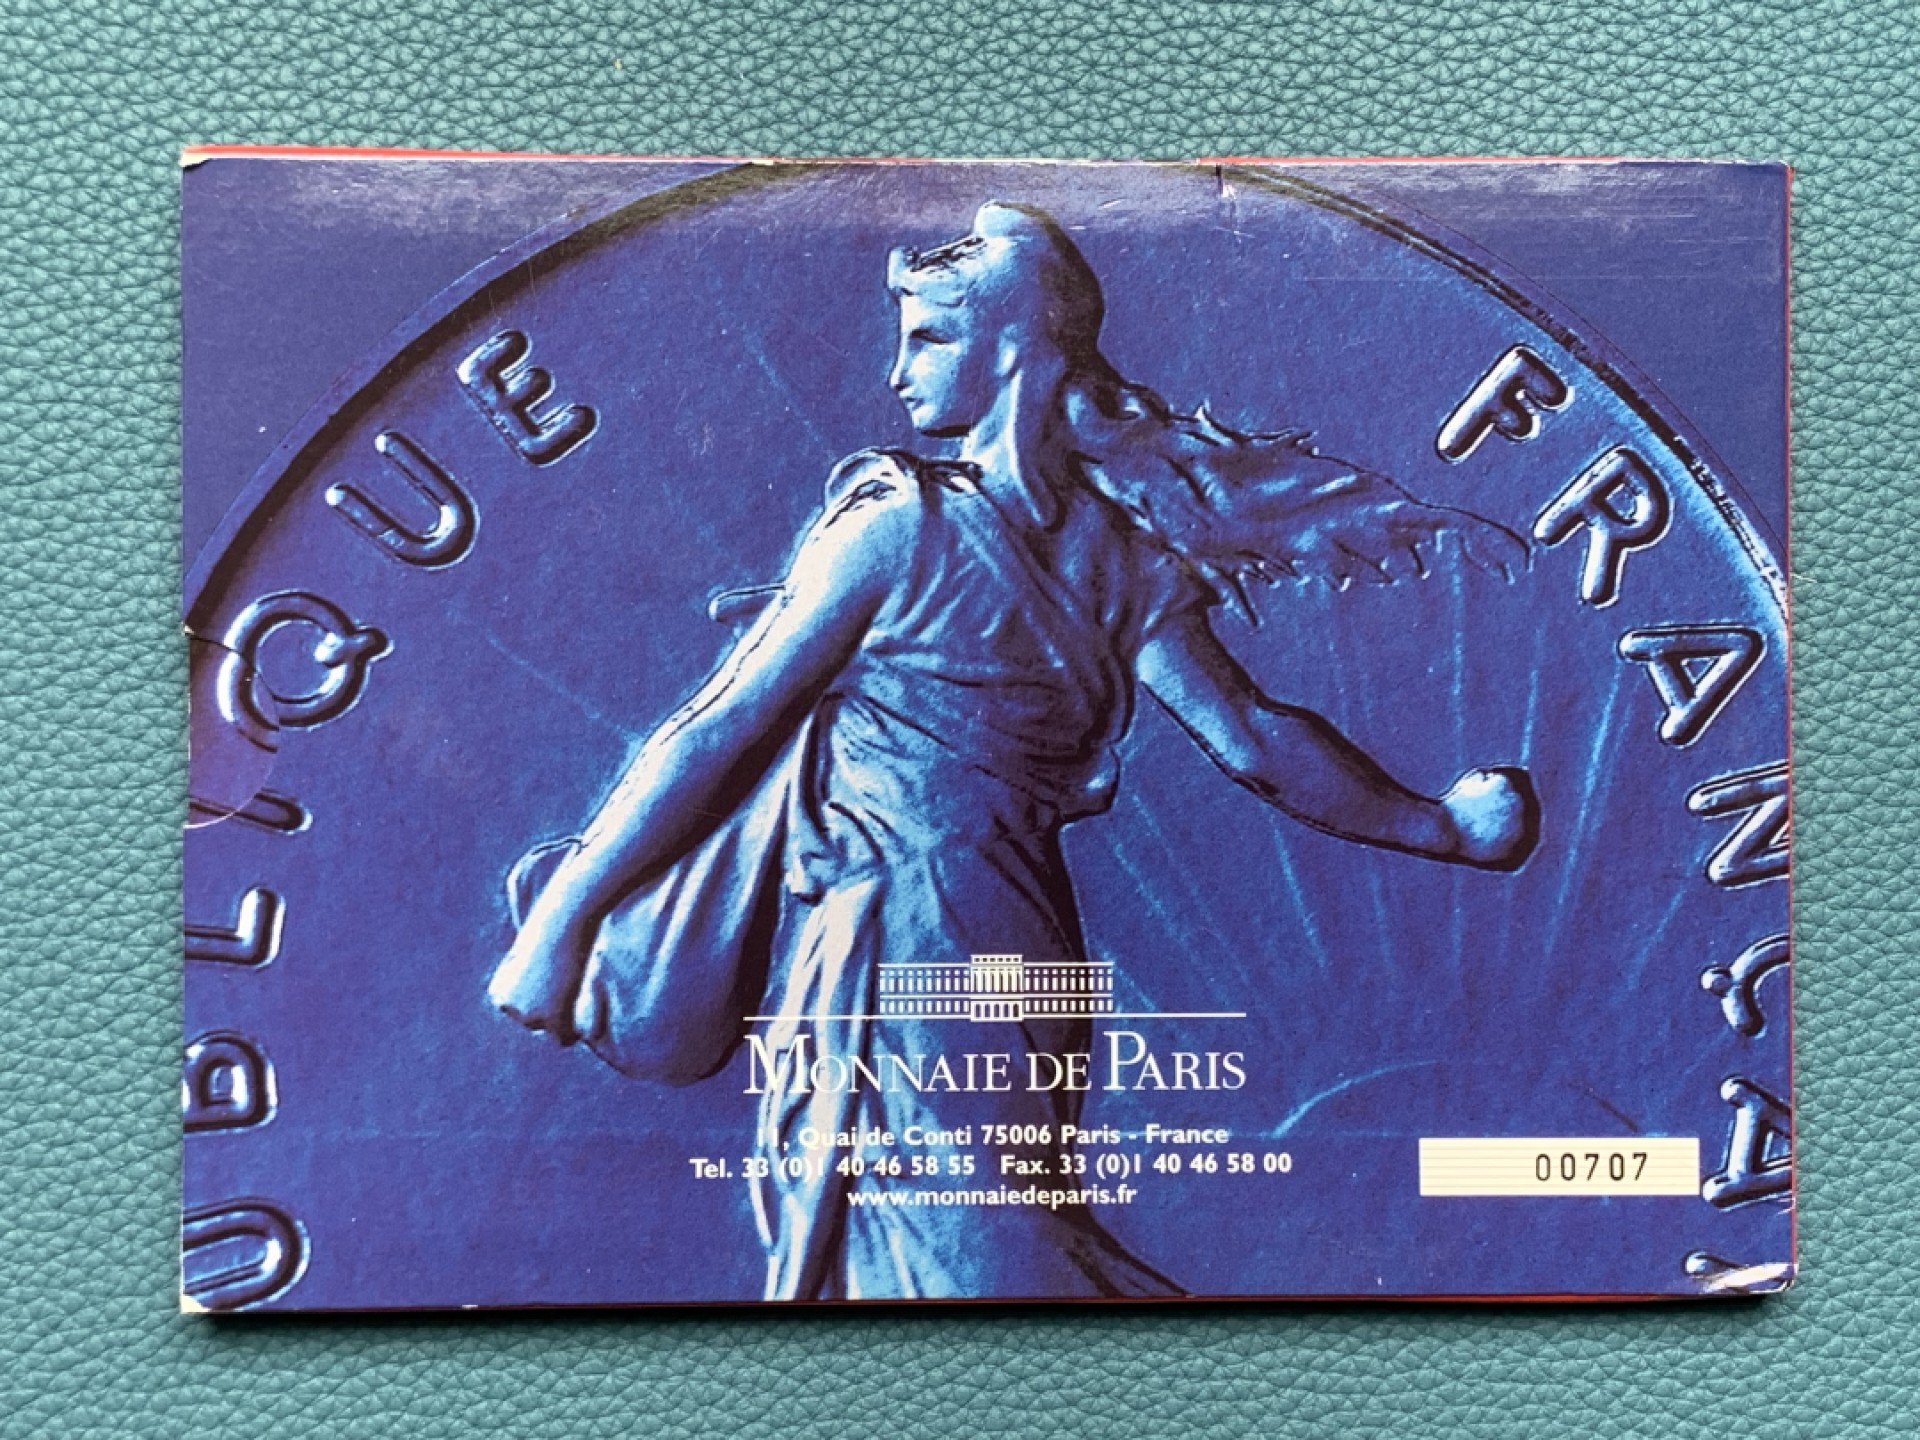 UBLIQUE FRANÇAI
MONNAIE DE PARIS
11, Quai de Conti 75006 Paris - France
Tel. 33 (0)1 40 46 58 55 Fax. 33 (0)1 40 46 58 00
www.monnaiedeparis.fr
00707